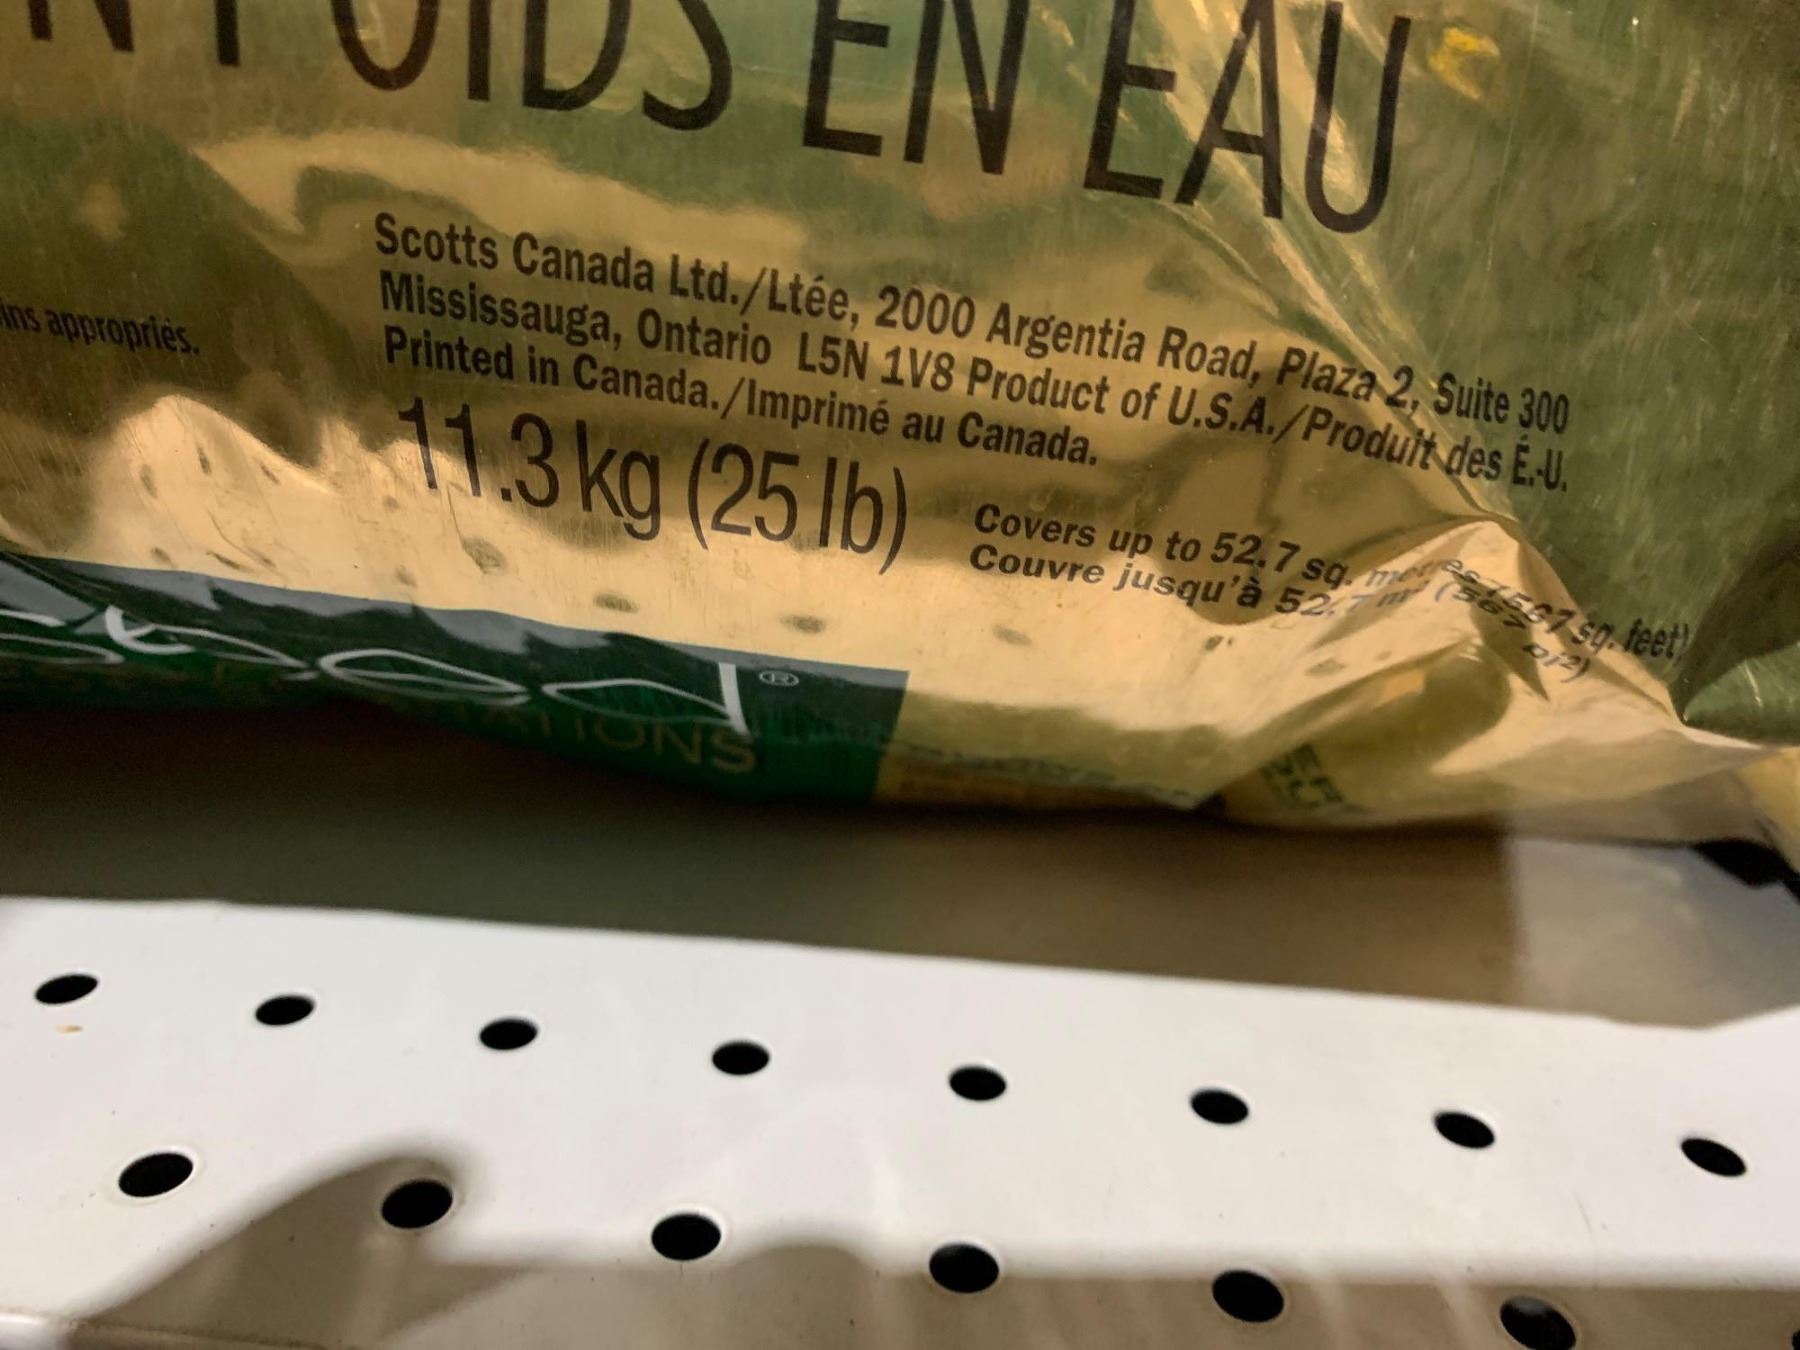 POIDS EN EAU
ins appropriés.
Scotts Canada Ltd./Ltée, 2000 Argentia Road, Plaza 2, Suite 300
Mississauga, Ontario L5N 1V8 Product of U.S.A./Produit des É.-U.
Printed in Canada./Imprimé au Canada.
11.3 kg (25 lb)
Covers up to 52.7 sq. metres (567 sq. feet)
Couvre jusqu'à 52.7 m² (567 pi²)
seed®